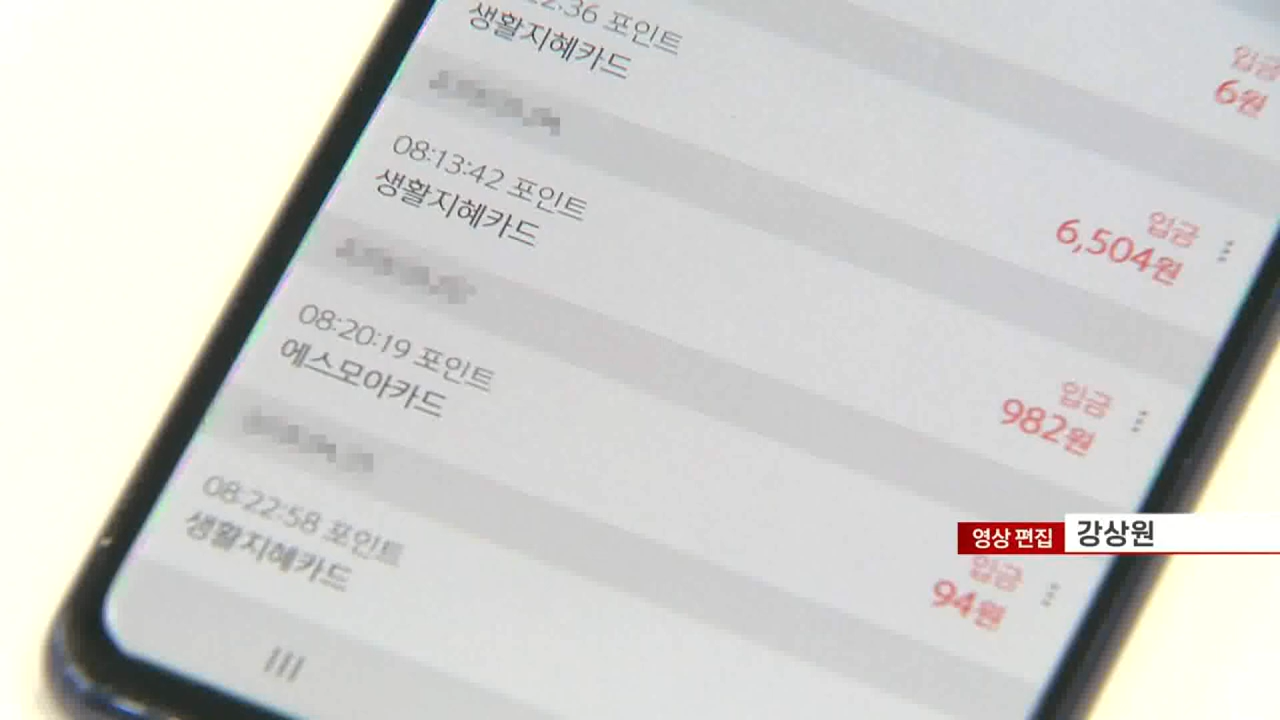 포인트
생활지혜카드
입금
6원
08:13:42 포인트
생활지혜카드
입금
6,504원
08:20:19 포인트
에스모아카드
입금
982원
08:22:58 포인트
생활지혜카드
입금
94원
영상 편집 강상원